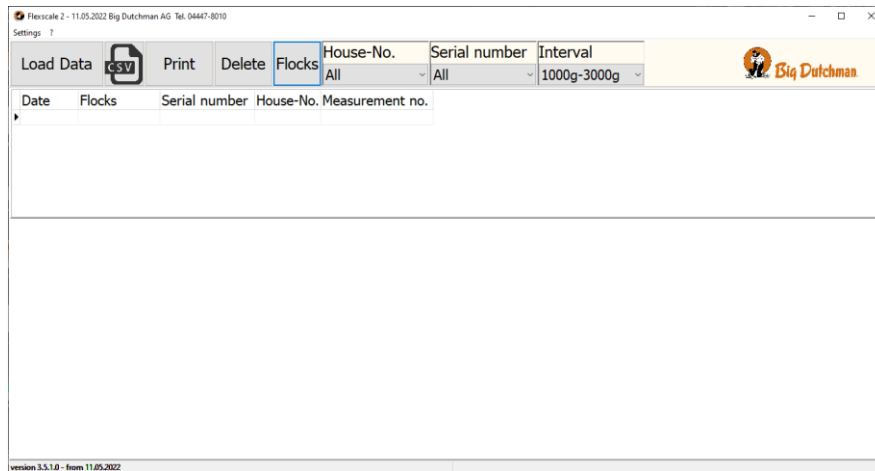 Flexscale 2 - 11.05.2022 Big Dutchman AG Tel. 04447-8010
Settings ?
Load Data CSV Print Delete Flocks
House-No. Serial number Interval
All All 1000g-3000g
Big Dutchman
Date Flocks Serial number House-No. Measurement no.
version 3.5.1.0 - from 11.05.2022